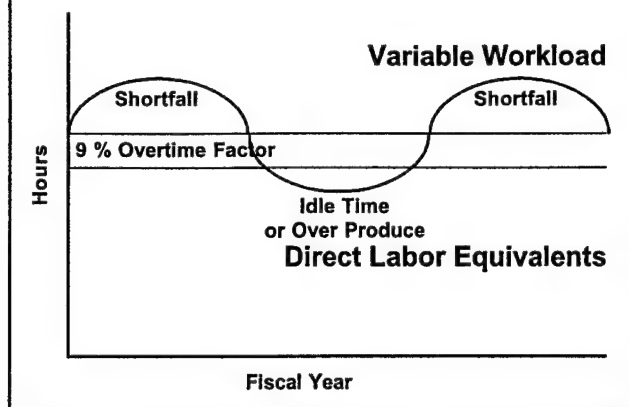 Variable Workload
Shortfall
Shortfall
9 % Overtime Factor
Hours
Idle Time
or Over Produce
Direct Labor Equivalents
Fiscal Year